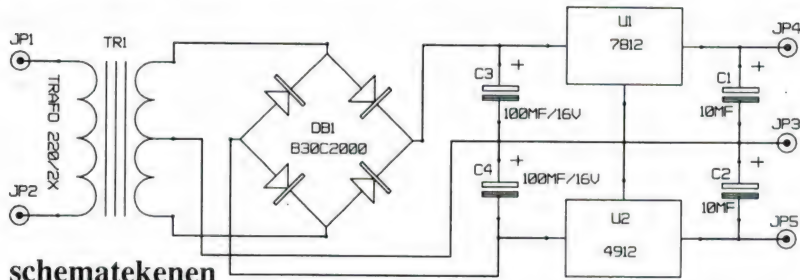 JP1
TR1
TRAFO 220/2X
JP2
DB1
B30C2000
C3
100MF/16V
C4
100MF/16V
U1
7812
C1
10MF
JP4
JP3
C2
10MF
U2
4912
JP5
schematekenen